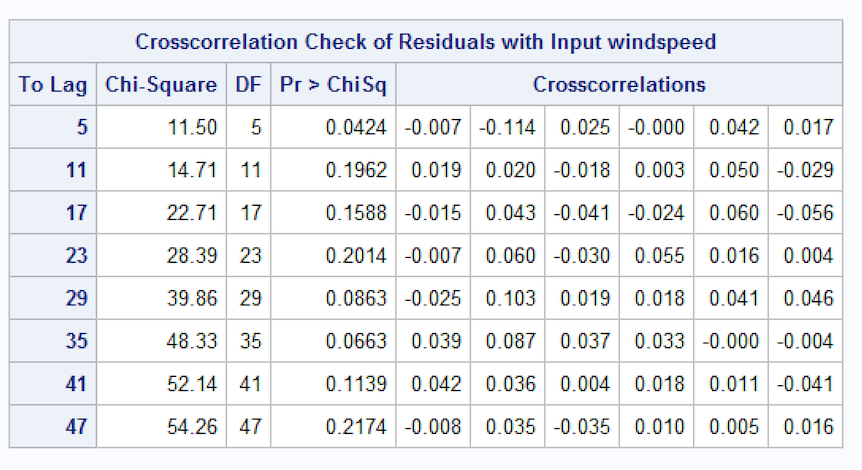 Crosscorrelation Check of Residuals with Input windspeed
To Lag Chi-Square DF Pr > ChiSq Crosscorrelations
5 11.50 5 0.0424 -0.007 -0.114 0.025 -0.000 0.042 0.017
11 14.71 11 0.1962 0.019 0.020 -0.018 0.003 0.050 -0.029
17 22.71 17 0.1588 -0.015 0.043 -0.041 -0.024 0.060 -0.056
23 28.39 23 0.2014 -0.007 0.060 -0.030 0.055 0.016 0.004
29 39.86 29 0.0863 -0.025 0.103 0.019 0.018 0.041 0.046
35 48.33 35 0.0663 0.039 0.087 0.037 0.033 -0.000 -0.004
41 52.14 41 0.1139 0.042 0.036 0.004 0.018 0.011 -0.041
47 54.26 47 0.2174 -0.008 0.035 -0.035 0.010 0.005 0.016